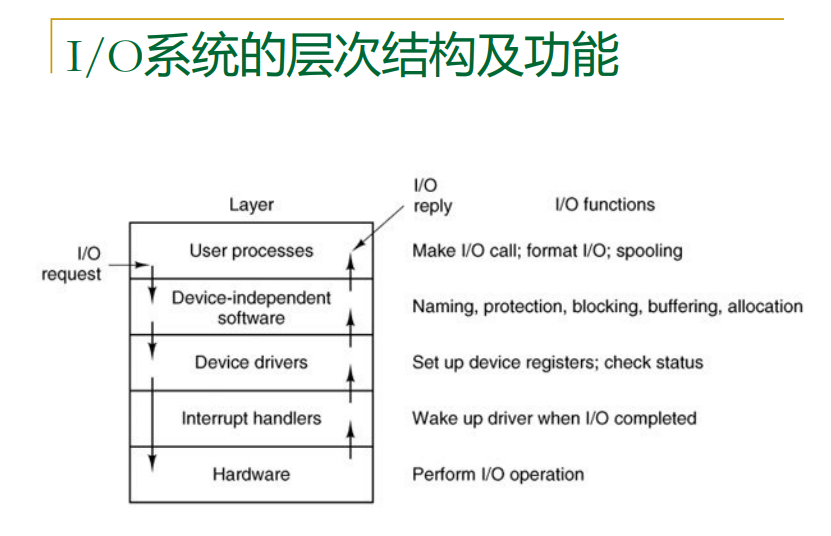 I/O系统的层次结构及功能
I/O
reply
Layer
I/O functions
I/O
request
User processes
Make I/O call; format I/O; spooling
Device-independent
software
Naming, protection, blocking, buffering, allocation
Device drivers
Set up device registers; check status
Interrupt handlers
Wake up driver when I/O completed
Hardware
Perform I/O operation